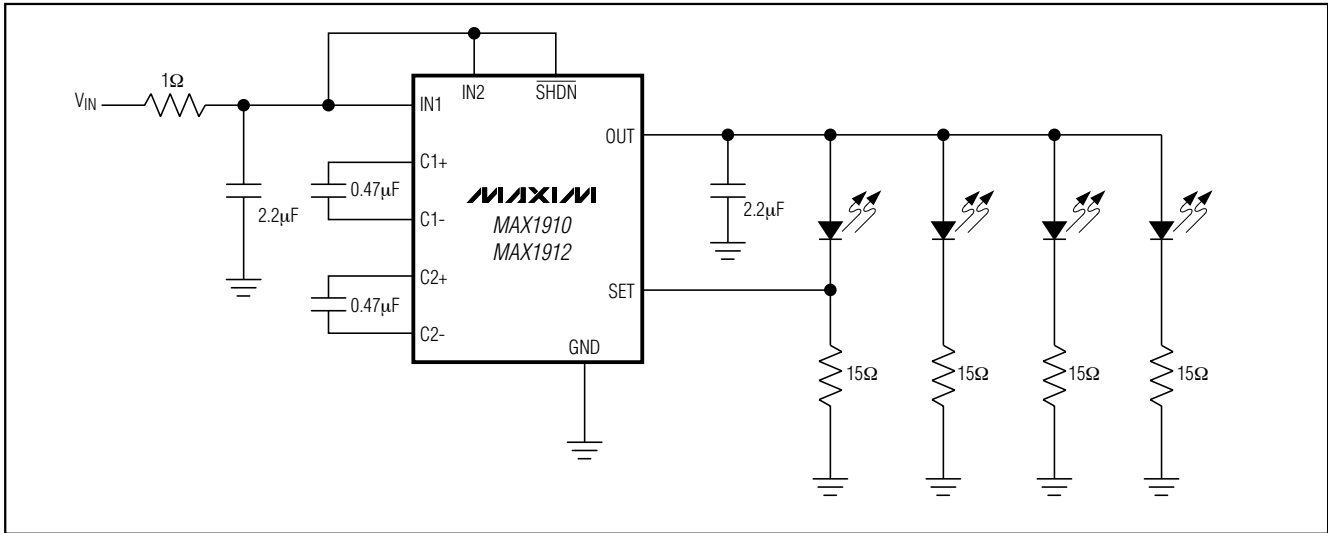 1Ω
VIN
2.2µF
IN1
IN2
SHDN
C1+
0.47µF
C1-
C2+
0.47µF
C2-
MAXIM
MAX1910
MAX1912
GND
OUT
SET
2.2µF
15Ω
15Ω
15Ω
15Ω